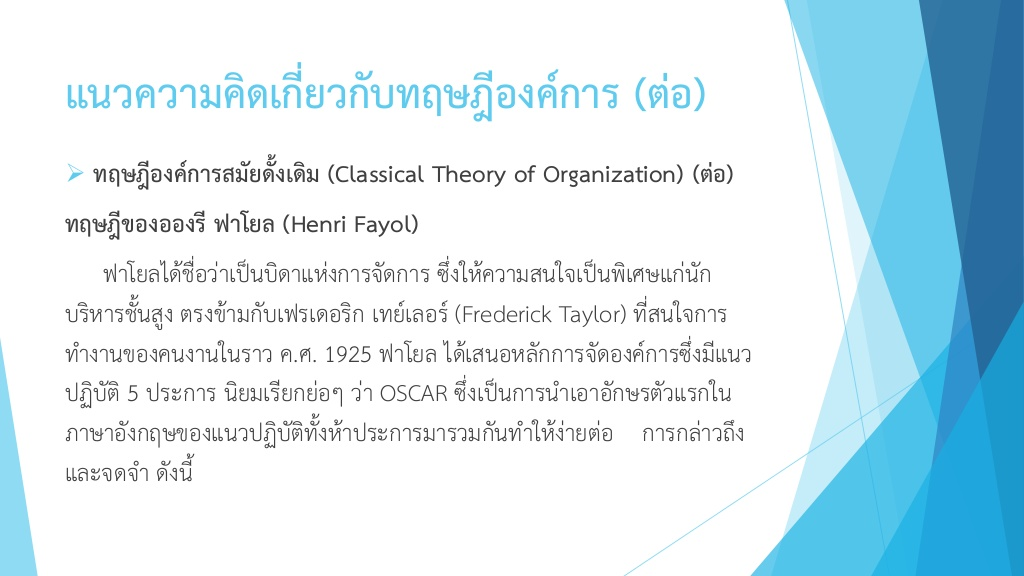 แนวความคิดเกี่ยวกับทฤษฎีองค์การ (ต่อ)
ทฤษฎีองค์การสมัยดั้งเดิม (Classical Theory of Organization) (ต่อ)
ทฤษฎีของอองรี ฟาโยล (Henri Fayol)
ฟาโยลได้ชื่อว่าเป็นบิดาแห่งการจัดการ ซึ่งให้ความสนใจเป็นพิเศษแก่นัก
บริหารชั้นสูง ตรงข้ามกับเฟรเดอริก เทย์เลอร์ (Frederick Taylor) ที่สนใจการ
ทำงานของคนงานในราว ค.ศ. 1925 ฟาโยล ได้เสนอหลักการจัดองค์การซึ่งมีแนว
ปฏิบัติ 5 ประการ นิยมเรียกย่อๆ ว่า OSCAR ซึ่งเป็นการนำเอาอักษรตัวแรกใน
ภาษาอังกฤษของแนวปฏิบัติทั้งห้าประการมารวมกันทำให้ง่ายต่อ การกล่าวถึง
และจดจำ ดังนี้